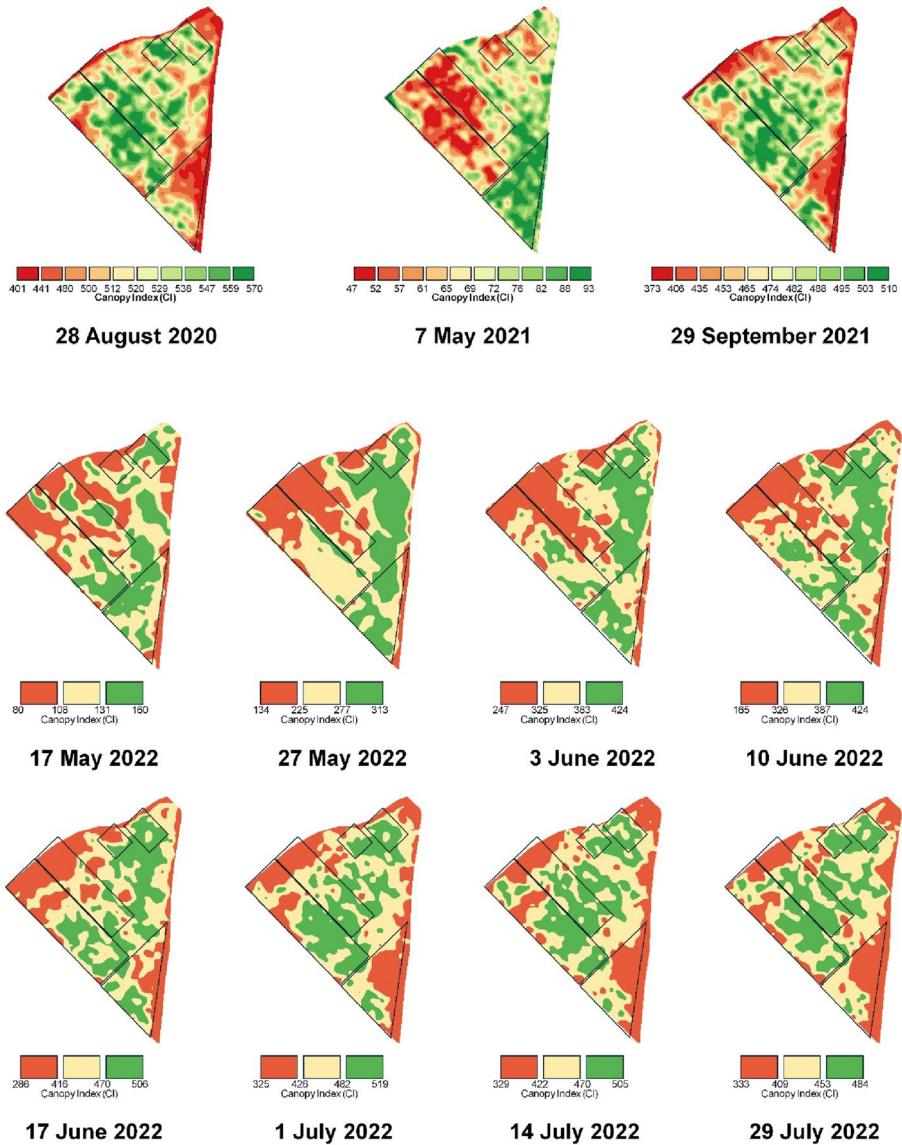 401 441 480 500 512 520 529 538 547 559 570
Canopy Index (CI)
28 August 2020
47 52 57 61 65 69 72 76 82 88 93
Canopy Index (CI)
7 May 2021
373 406 435 453 465 474 482 488 495 503 510
Canopy Index (CI)
29 September 2021
80 108 131 160
Canopy Index (CI)
17 May 2022
134 225 277 313
Canopy Index (CI)
27 May 2022
247 325 383 424
Canopy Index (CI)
3 June 2022
165 326 387 424
Canopy Index (CI)
10 June 2022
286 416 470 506
Canopy Index (CI)
17 June 2022
325 426 482 519
Canopy Index (CI)
1 July 2022
329 422 470 505
Canopy Index (CI)
14 July 2022
333 409 453 484
Canopy Index (CI)
29 July 2022